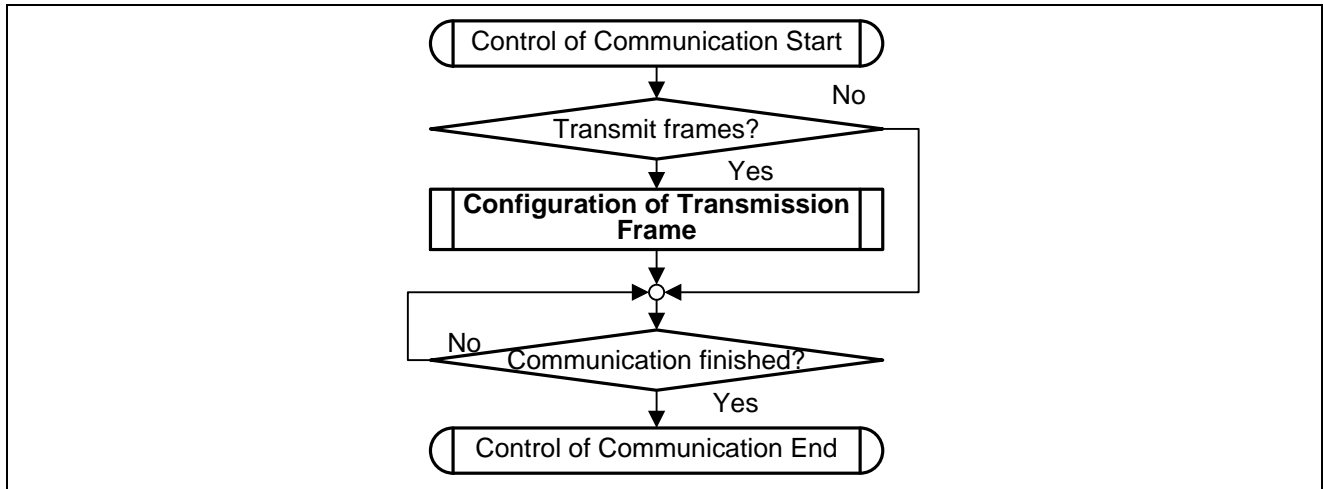 Control of Communication Start
No
Transmit frames?
Yes
Configuration of Transmission
Frame
No
Communication finished?
Yes
Control of Communication End